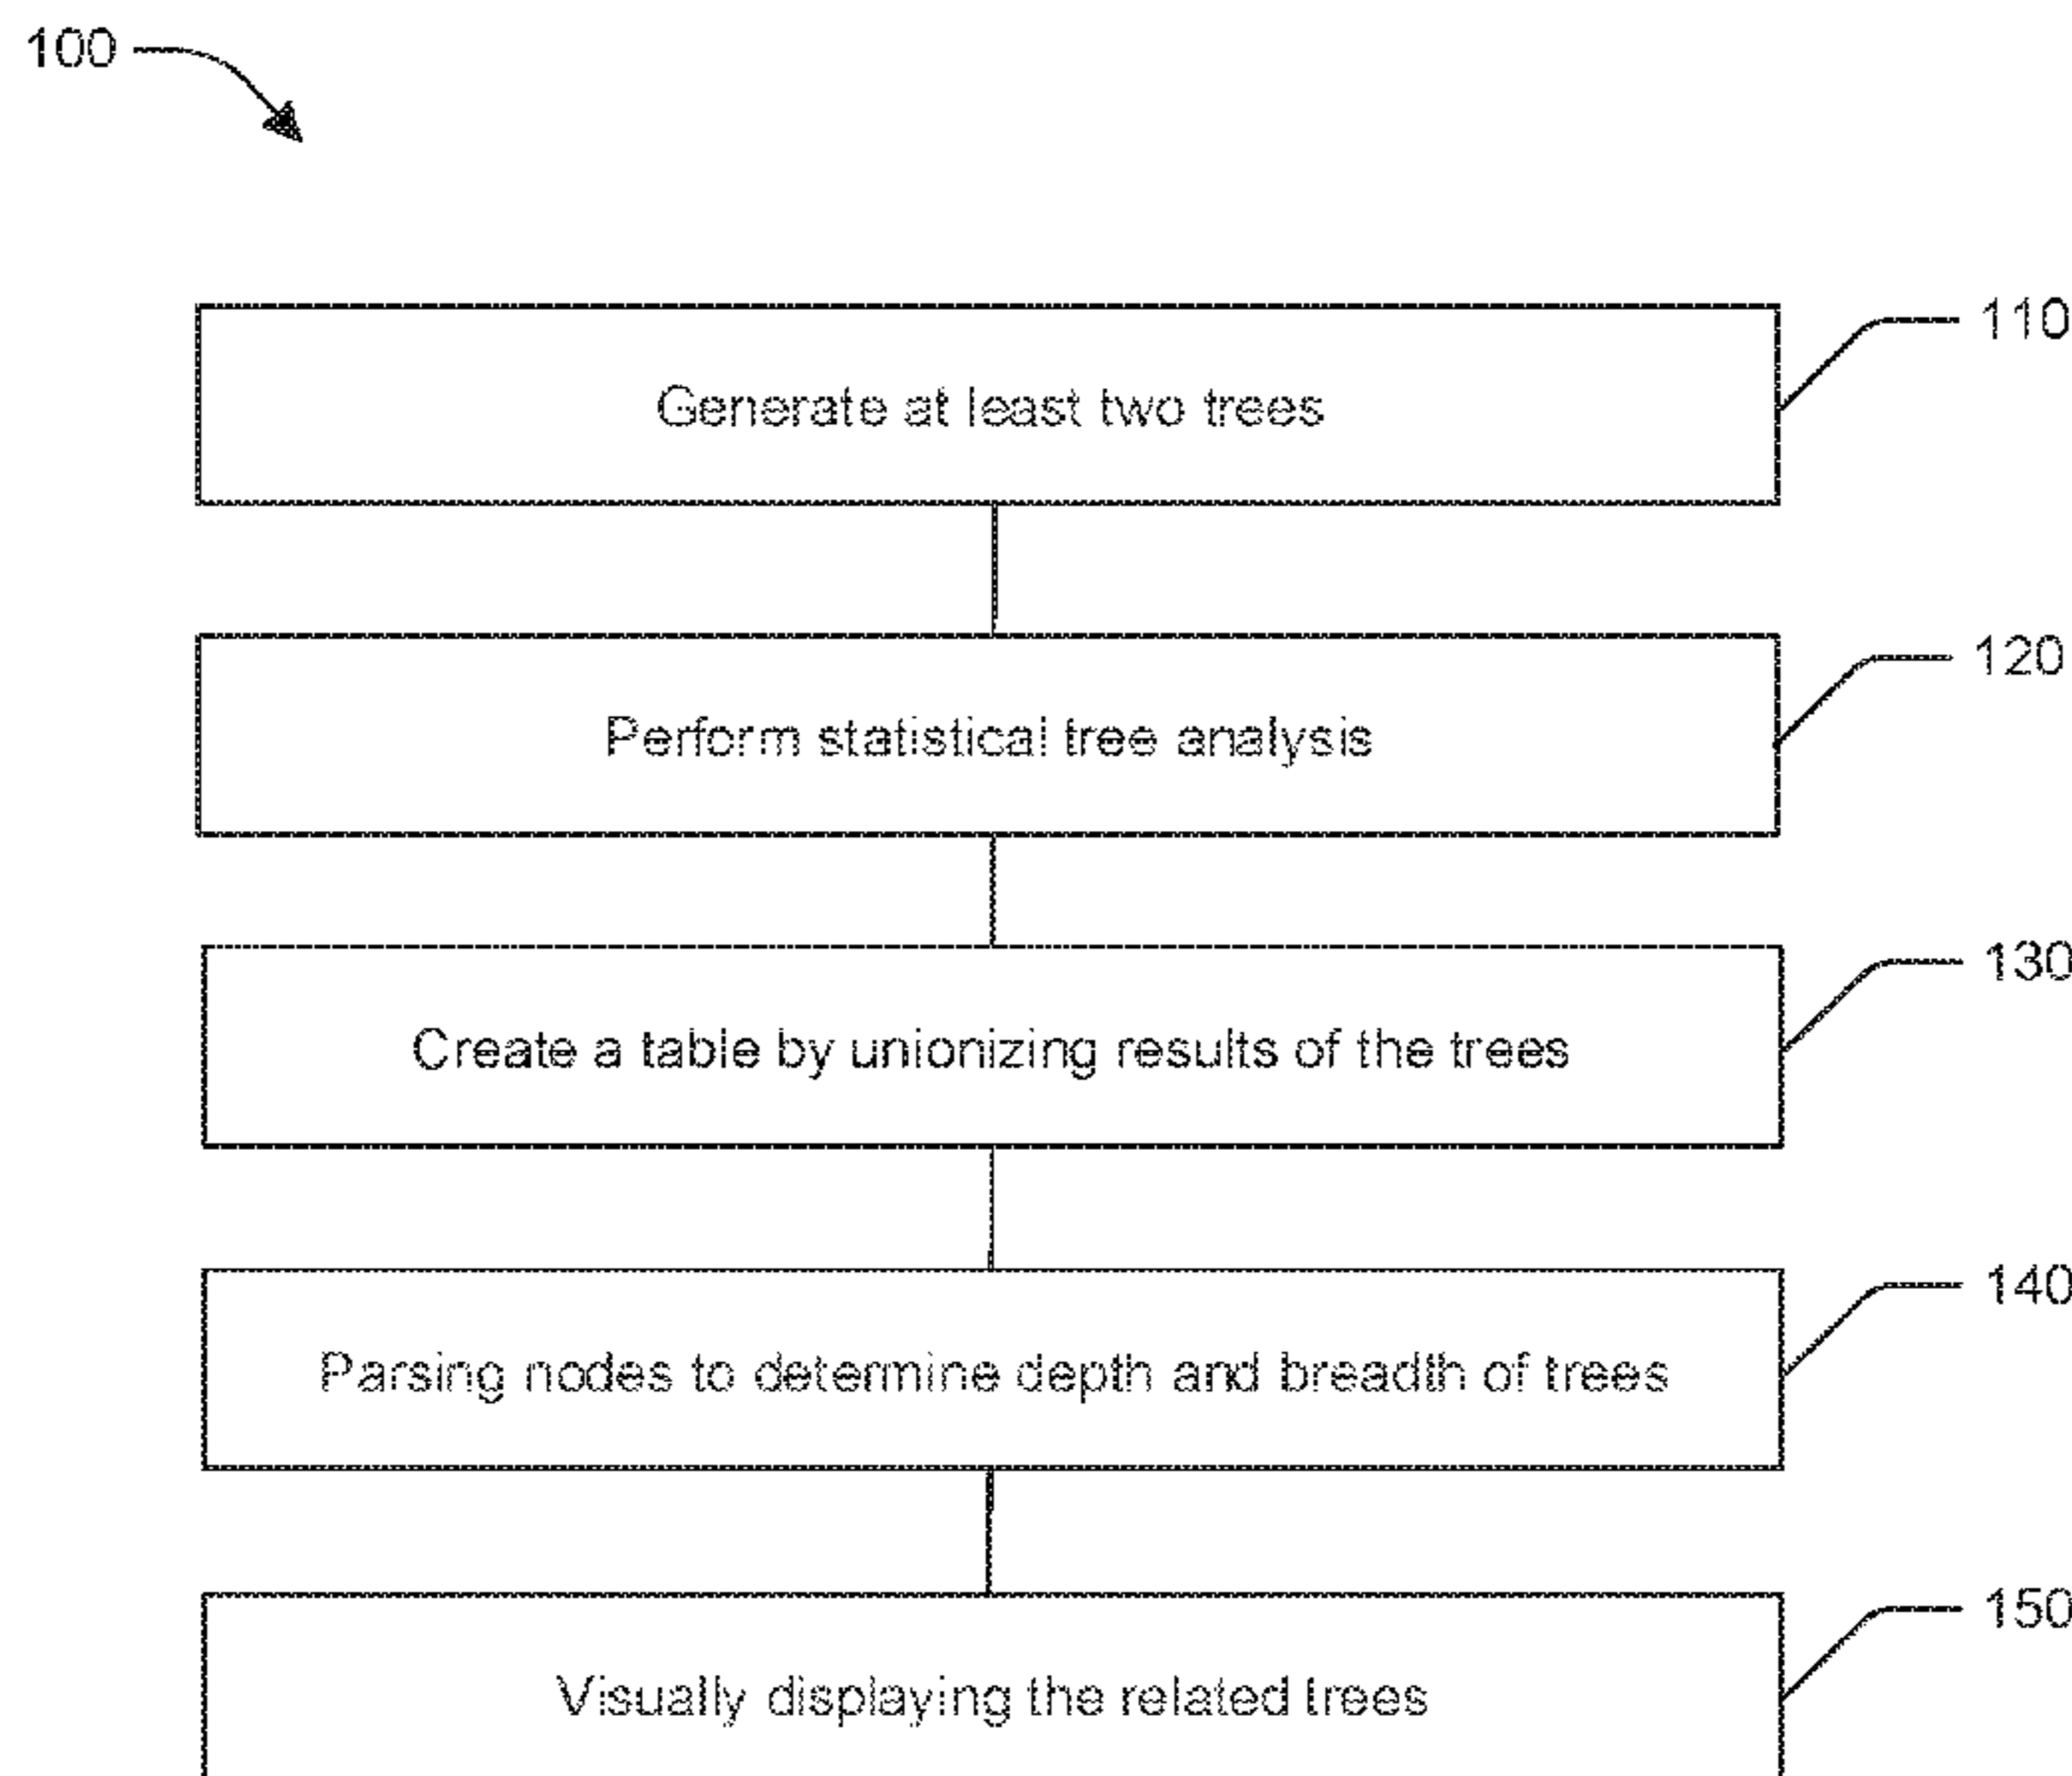 100
110
Generate at least two trees
120
Perform statistical tree analysis
130
Create a table by unionizing results of the trees
140
Parsing nodes to determine depth and breadth of trees
150
Visually displaying the related trees